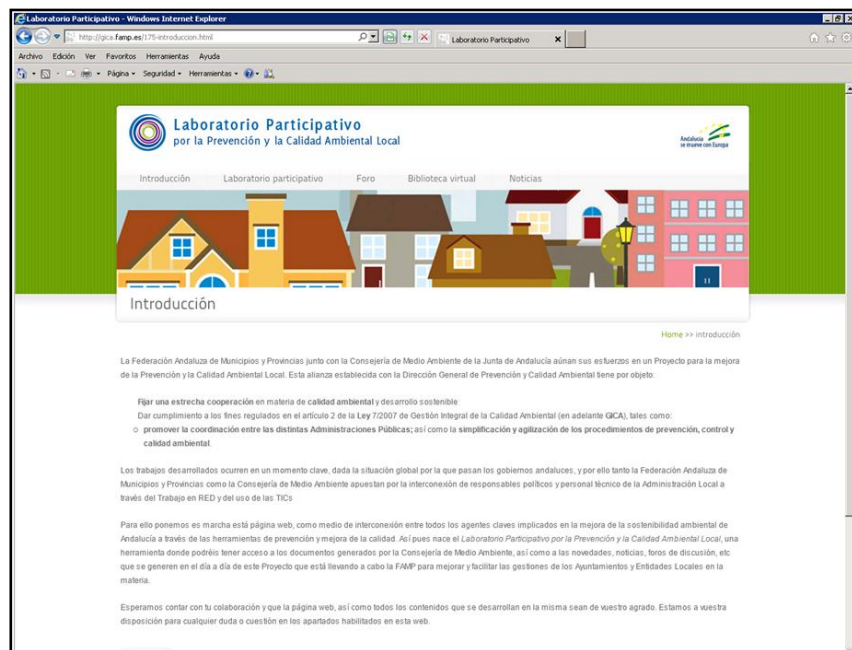 Laboratorio Participativo - Windows Internet Explorer
http://gica.famp.es/175-introduccion.html
Laboratorio Participativo
Archivo Edición Ver Favoritos Herramientas Ayuda
Página Seguridad Herramientas
Laboratorio Participativo
por la Prevención y la Calidad Ambiental Local
Andalucía
se mueve con Europa
Introducción Laboratorio participativo Foro Biblioteca virtual Noticias
11
Introducción
Home >> introducción
La Federación Andaluza de Municipios y Provincias junto con la Consejería de Medio Ambiente de la Junta de Andalucía aúnan sus esfuerzos en un Proyecto para la mejora
de la Prevención y la Calidad Ambiental Local. Esta alianza establecida con la Dirección General de Prevención y Calidad Ambiental tiene por objeto:
Fijar una estrecha cooperación en materia de calidad ambiental y desarrollo sostenible
Dar cumplimiento a los fines regulados en el artículo 2 de la Ley 7/2007 de Gestión Integral de la Calidad Ambiental (en adelante GICA), tales como:
promover la coordinación entre las distintas Administraciones Públicas; así como la simplificación y agilización de los procedimientos de prevención, control y
calidad ambiental.
Los trabajos desarrollados ocurren en un momento clave, dada la situación global por la que pasan los gobiernos andaluces, y por ello tanto la Federación Andaluza de
Municipios y Provincias como la Consejería de Medio Ambiente apuestan por la interconexión de responsables políticos y personal técnico de la Administración Local a
través del Trabajo en RED y del uso de las TICs
Para ello ponemos es marcha está página web, como medio de interconexión entre todos los agentes claves implicados en la mejora de la sostenibilidad ambiental de
Andalucía a través de las herramientas de prevención y mejora de la calidad. Así pues nace el Laboratorio Participativo por la Prevención y la Calidad Ambiental Local, una
herramienta donde podréis tener acceso a los documentos generados por la Consejería de Medio Ambiente, así como a las novedades, noticias, foros de discusión, etc
que se generen en el día a día de este Proyecto que está llevando a cabo la FAMP para mejorar y facilitar las gestiones de los Ayuntamientos y Entidades Locales en la
materia.
Esperamos contar con tu colaboración y que la página web, así como todos los contenidos que se desarrollan en la misma sean de vuestro agrado. Estamos a vuestra
disposición para cualquier duda o cuestión en los apartados habilitados en esta web.